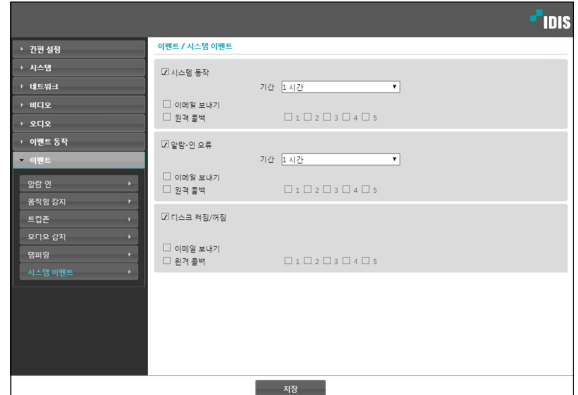 IDIS
간편 설정
시스템
네트워크
비디오
오디오
이벤트 동작
이벤트
알람 인
움직임 감지
트립존
오디오 감지
탬퍼링
시스템 이벤트
이벤트 / 시스템 이벤트
시스템 동작
기간 1 시간
이메일 보내기
원격 콜백 1 2 3 4 5
알람-인 오류
기간 1 시간
이메일 보내기
원격 콜백 1 2 3 4 5
디스크 켜짐/꺼짐
이메일 보내기
원격 콜백 1 2 3 4 5
저장